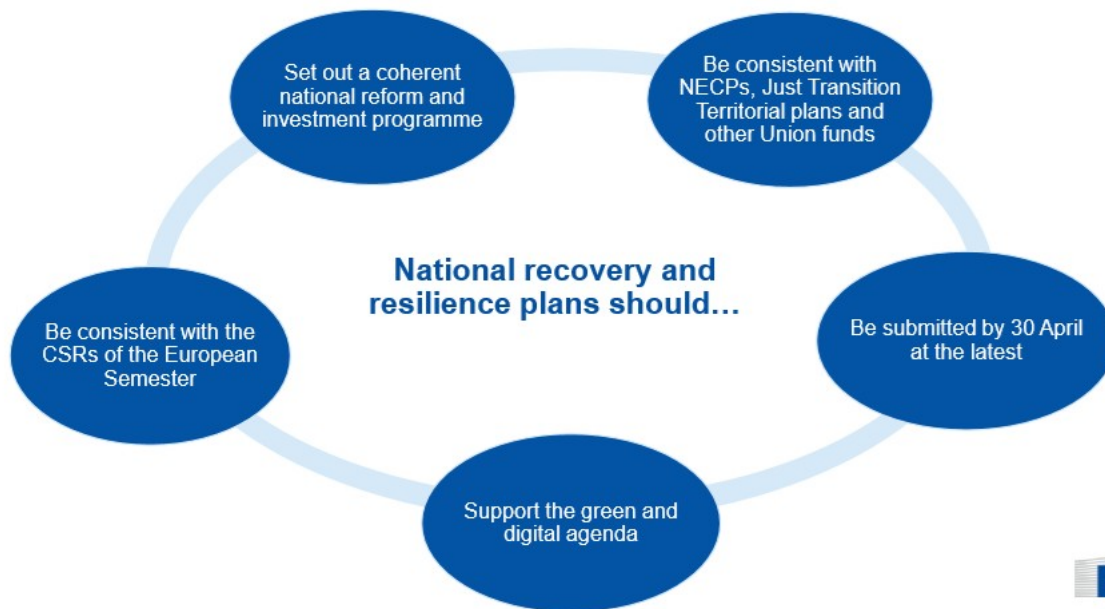 Set out a coherent
national reform and
investment programme
Be consistent with
NECPs, Just Transition
Territorial plans and
other Union funds
National recovery and
resilience plans should…
Be consistent with the
CSRs of the European
Semester
Be submitted by 30 April
at the latest
Support the green and
digital agenda